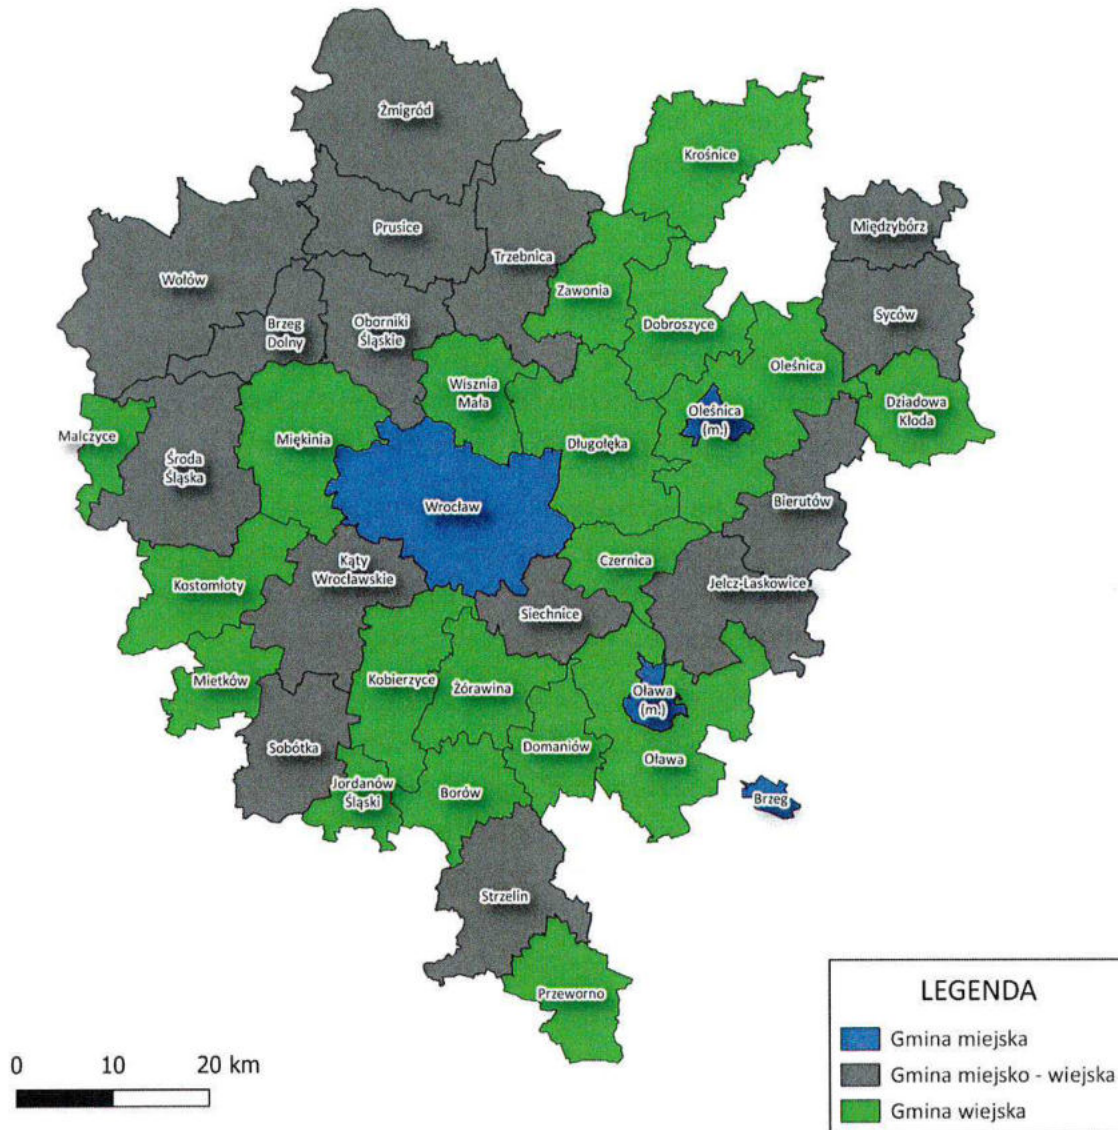 Żmigród
Krośnice
Międzybórz
Prusice
Trzebnica
Wołów
Zawonia
Syców
Brzeg
Dolny
Oborniki
Śląskie
Dobroszyce
Oleśnica
Wisznia
Mała
Dziadowa
Kłoda
Oleśnica
(m.)
Malczyce
Miękinia
Długołęka
Środa
Śląska
Wrocław
Bierutów
Kąty
Wrocławskie
Czernica
Kostomłoty
Jelcz-Laskowice
Siechnice
Mietków
Kobierzyce
Żórawina
Oława
(m.)
Sobótka
Domaniów
Oława
Jordanów
Śląski
Borów
Brzeg
Strzelin
Przeworno
LEGENDA
Gmina miejska
Gmina miejsko - wiejska
Gmina wiejska
0 10 20 km